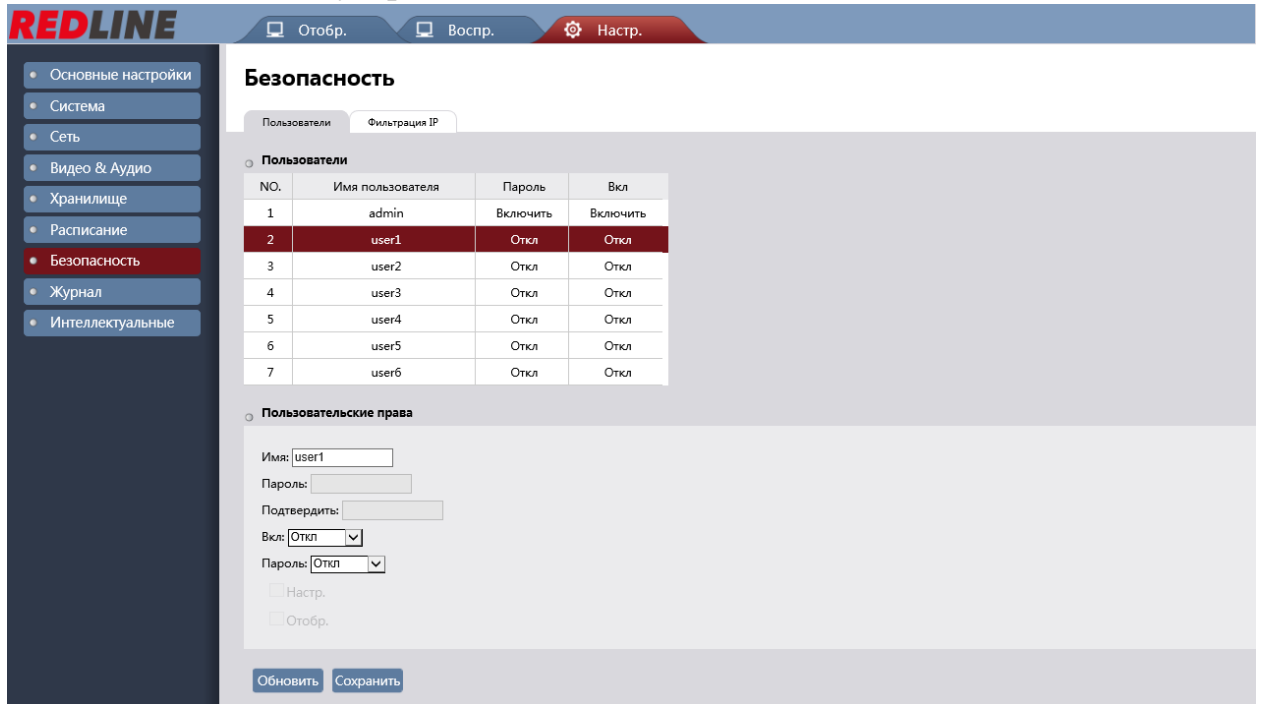 REDLINE
Отобр. Воспр. Настр.
Основные настройки
Система
Сеть
Видео & Аудио
Хранилище
Расписание
Безопасность
Журнал
Интеллектуальные
Безопасность
Пользователи Фильтрация IP
Пользователи
NO. Имя пользователя Пароль Вкл
1 admin Включить Включить
2 user1 Откл Откл
3 user2 Откл Откл
4 user3 Откл Откл
5 user4 Откл Откл
6 user5 Откл Откл
7 user6 Откл Откл
Пользовательские права
Имя: user1
Пароль:
Подтвердить:
Вкл: Откл
Пароль: Откл
Настр.
Отобр.
Обновить Сохранить